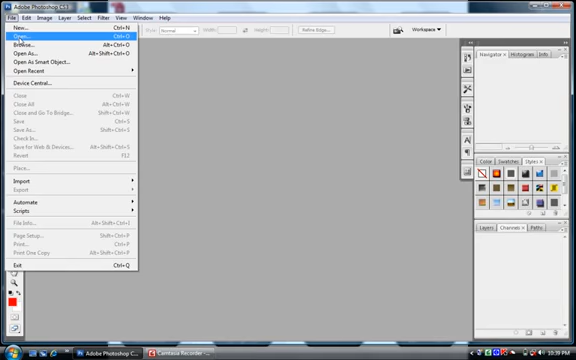 Adobe Photoshop CS3
File Edit Image Layer Select Filter View Window Help
Normal Refine Edge... Workspace
New... Ctrl+N
Open... Ctrl+O
Browse... Alt+Ctrl+O
Open As... Alt+Shift+Ctrl+O
Open As Smart Object...
Open Recent
Device Central...
Close Ctrl+W
Close All Alt+Ctrl+W
Close and Go To Bridge... Shift+Ctrl+W
Save Ctrl+S
Save As... Shift+Ctrl+S
Check In...
Save for Web & Devices... Alt+Shift+Ctrl+S
Revert F12
Place...
Import
Export
Automate
Scripts
File Info... Alt+Shift+Ctrl+I
Page Setup... Shift+Ctrl+P
Print... Ctrl+P
Print One Copy Alt+Shift+Ctrl+P
Exit Ctrl+Q
Navigator Histogram Info
Color Swatches Styles
Layers Channels Paths
Adobe Photoshop C...
Camtasia Recorder -...
10:39 PM